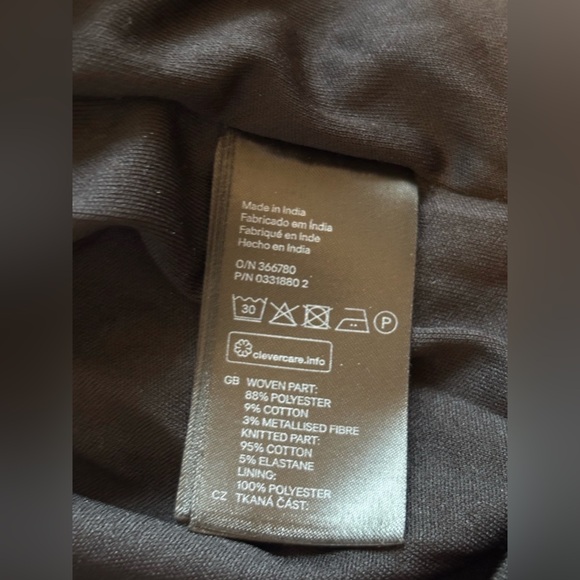 Made in India
Fabricado em Índia
Fabriqué en Inde
Hecho en India
O/N 366780
P/N 0331880 2
30 P
clevercare.info
GB WOVEN PART:
88% POLYESTER
9% COTTON
3% METALLISED FIBRE
KNITTED PART:
95% COTTON
5% ELASTANE
LINING:
100% POLYESTER
CZ TKANÁ ČÁST: